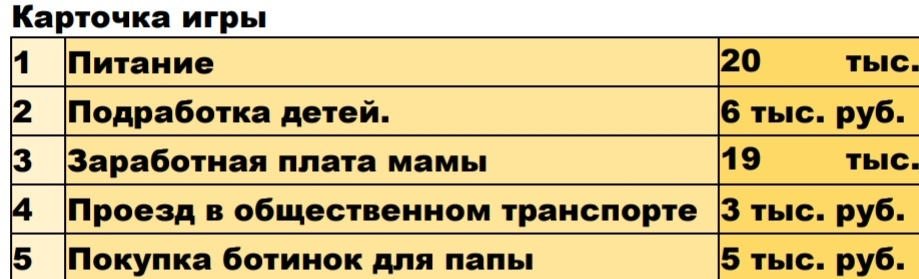 Карточка игры
1 Питание 20 тыс.
2 Подработка детей. 6 тыс. руб.
3 Заработная плата мамы 19 тыс.
4 Проезд в общественном транспорте 3 тыс. руб.
5 Покупка ботинок для папы 5 тыс. руб.